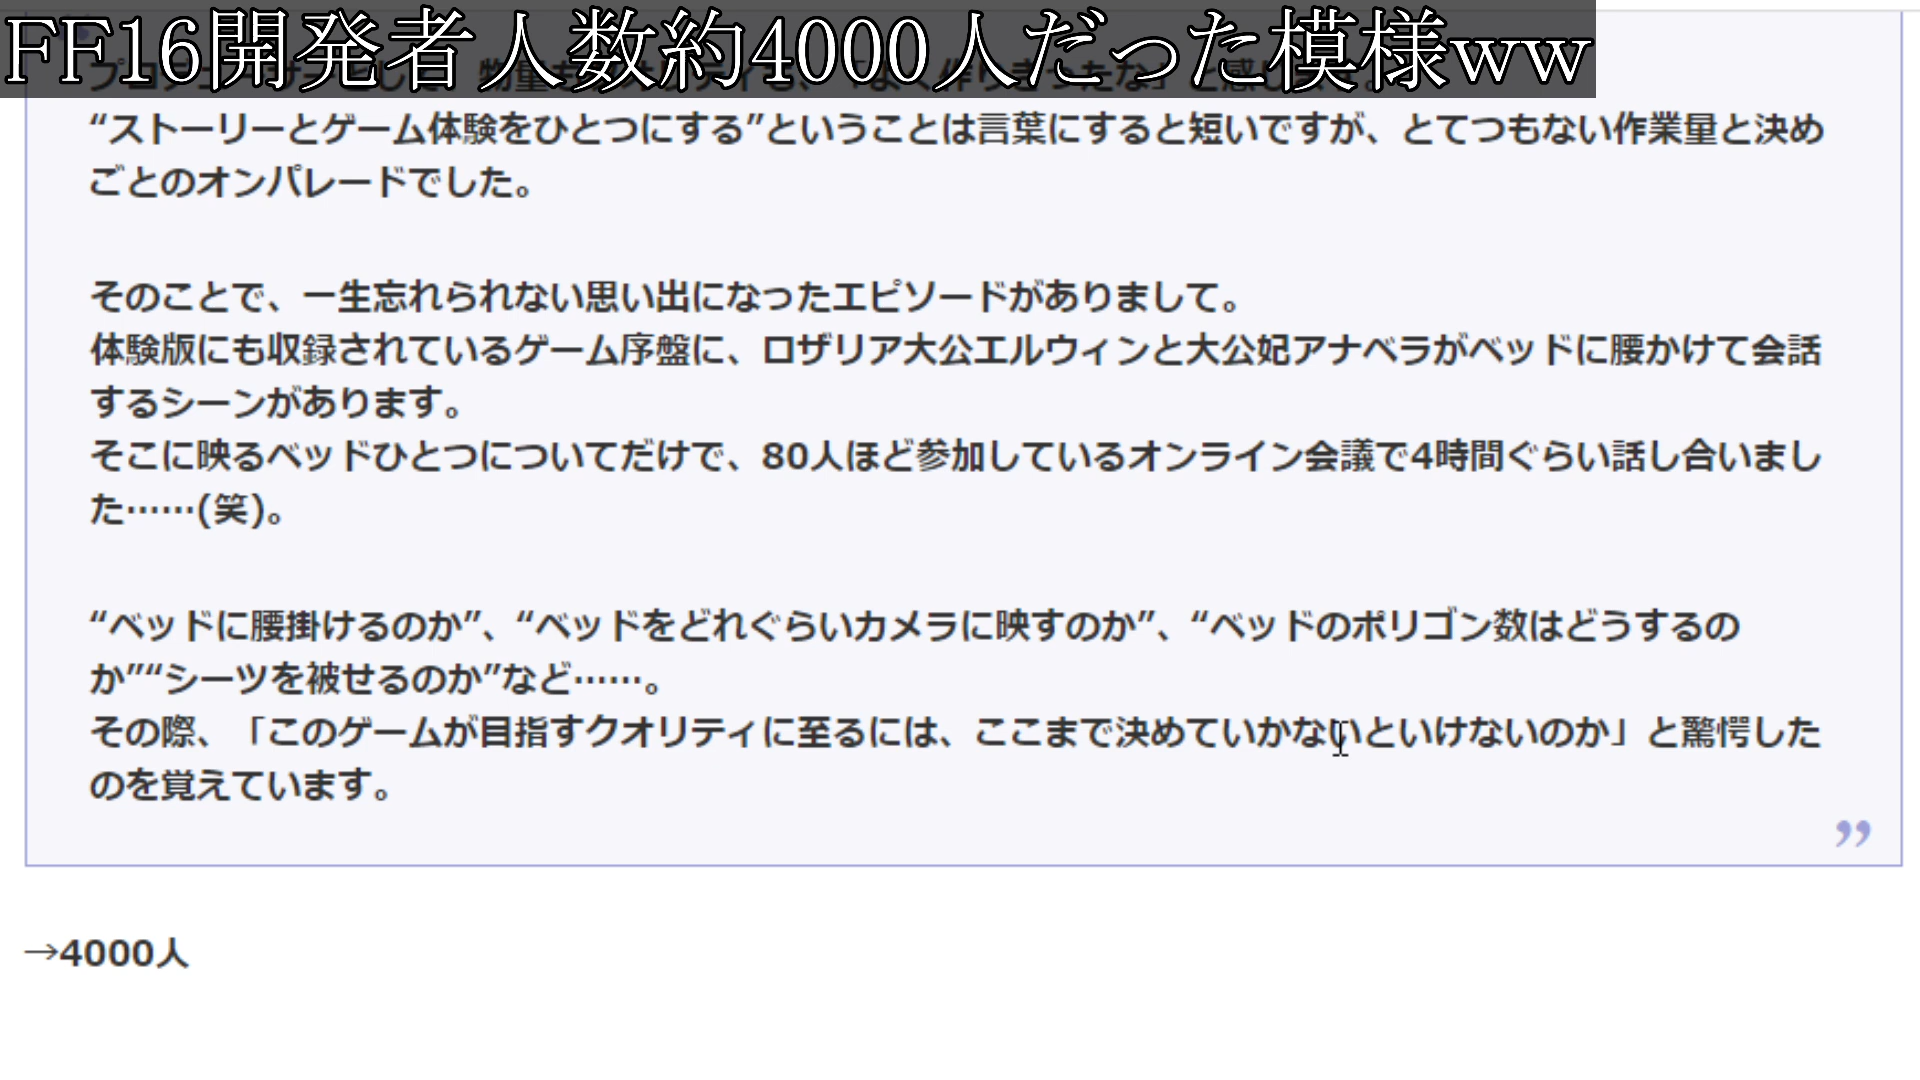 FF16開発者人数約4000人だった模様ww
“ストーリーとゲーム体験をひとつにする”ということは言葉にすると短いですが、とてつもない作業量と決め
ごとのオンパレードでした。
そのことで、一生忘れられない思い出になったエピソードがありまして。
体験版にも収録されているゲーム序盤に、ロザリア大公エルウィンと大公妃アナベラがベッドに腰かけて会話
するシーンがあります。
そこに映るベッドひとつについてだけで、80人ほど参加しているオンライン会議で4時間ぐらい話し合いまし
た……(笑)。
“ベッドに腰掛けるのか”、“ベッドをどれぐらいカメラに映すのか”、“ベッドのポリゴン数はどうするの
か”“シーツを被せるのか”など……。
その際、「このゲームが目指すクオリティに至るには、ここまで決めていかないといけないのか」と驚愕した
のを覚えています。
”
→4000人